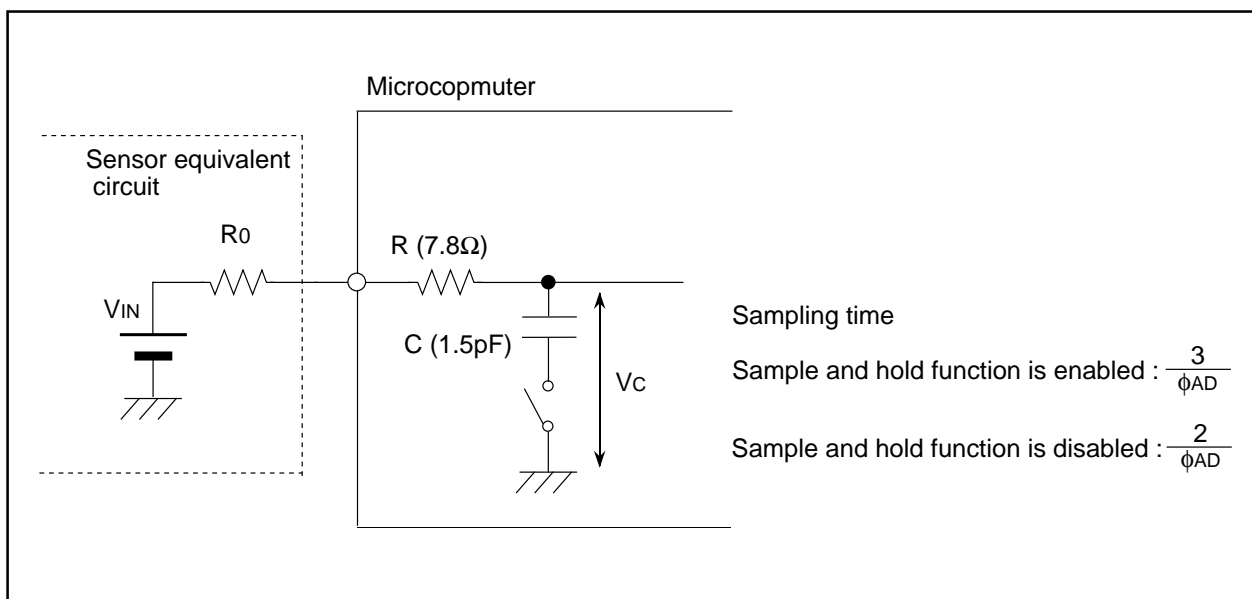 Microcopmuter
Sensor equivalent
circuit
R0
R (7.8Ω)
VIN
C (1.5pF)
VC
Sampling time
Sample and hold function is enabled : 3/ϕAD
Sample and hold function is disabled : 2/ϕAD